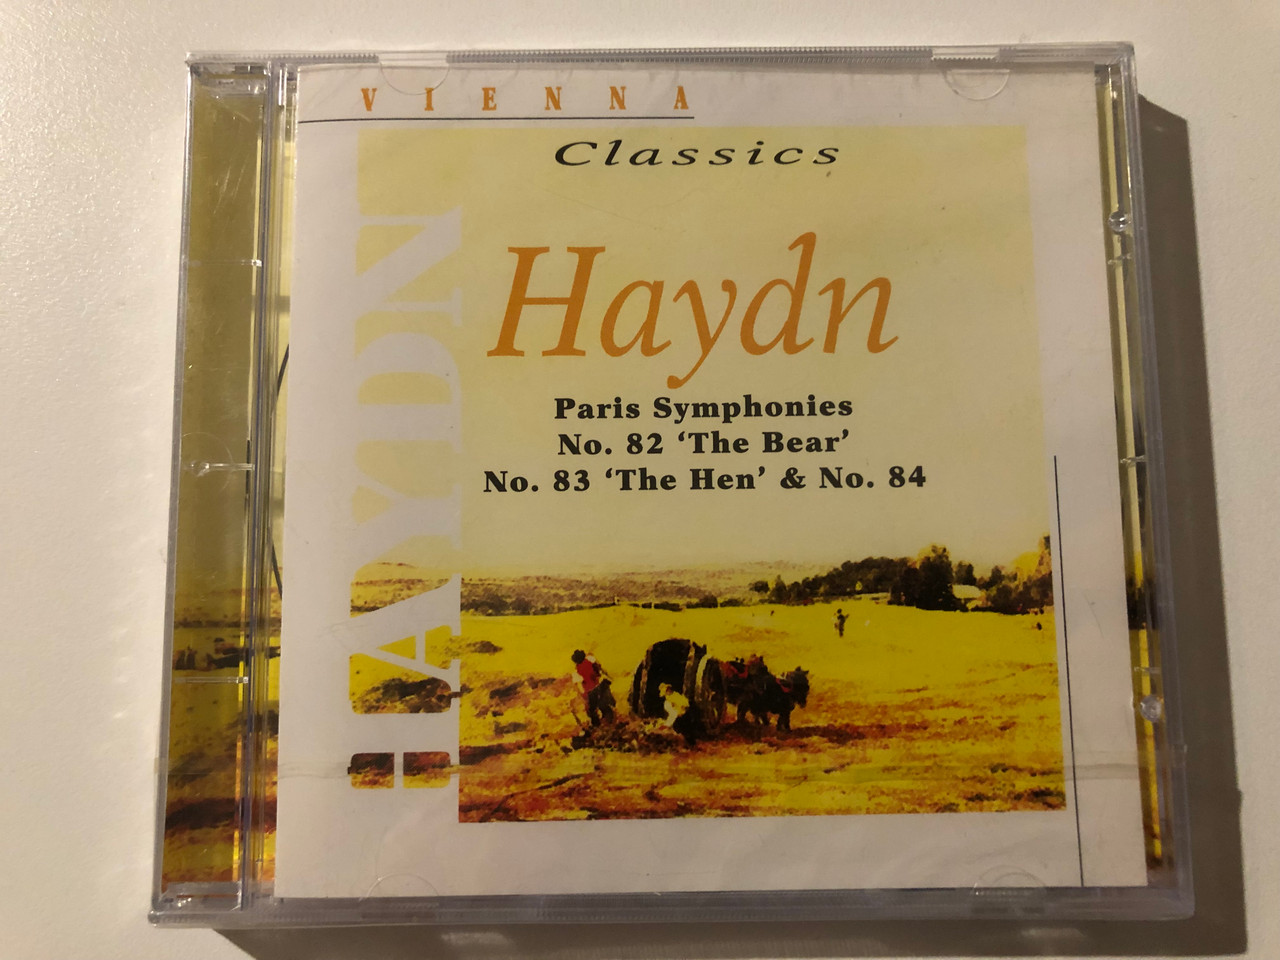 VIENNA
Classics
HAYDN
Haydn
Paris Symphonies
No. 82 ‘The Bear’
No. 83 ‘The Hen’ & No. 84